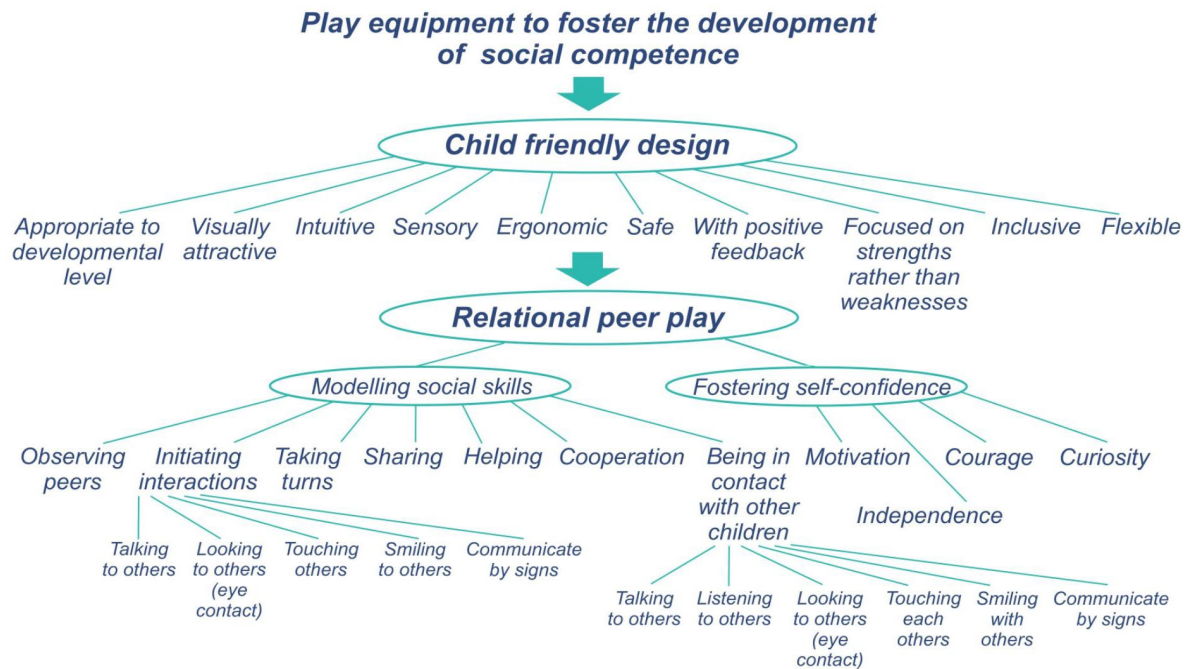 Play equipment to foster the development
of social competence
Child friendly design
Appropriate to
developmental
level
Visually
attractive
Intuitive
Sensory
Ergonomic
Safe
With positive
feedback
Focused on
strengths
rather than
weaknesses
Inclusive
Flexible
Relational peer play
Modelling social skills
Fostering self-confidence
Observing
peers
Initiating
interactions
Taking
turns
Sharing
Helping
Cooperation
Being in
contact
with other
children
Motivation
Independence
Courage
Curiosity
Talking
to others
Looking
to others
(eye
contact)
Touching
others
Smiling
to others
Communicate
by signs
Talking
to others
Listening
to others
Looking
to others
(eye
contact)
Touching
each
others
Smiling
with
others
Communicate
by signs